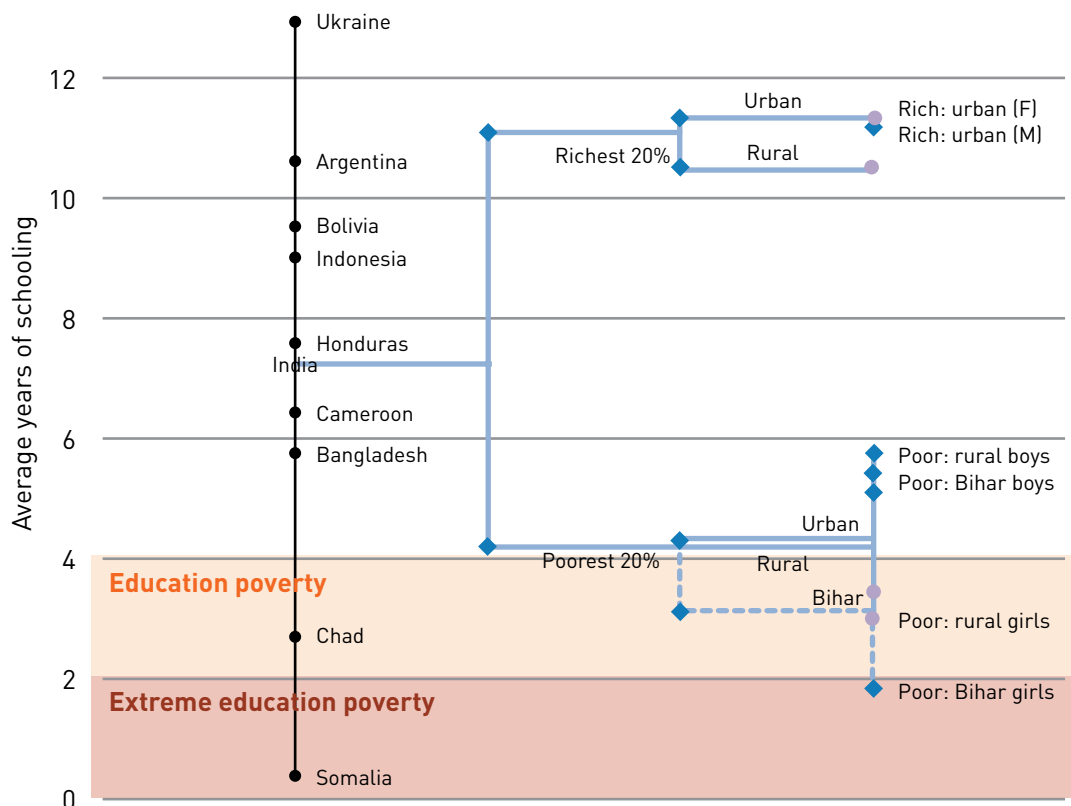 Average years of schooling
12
10
8
6
4
2
0
Ukraine
Argentina
Bolivia
Indonesia
Honduras
India
Cameroon
Bangladesh
Chad
Somalia
Education poverty
Extreme education poverty
Richest 20%
Urban
Rural
Rich: urban (F)
Rich: urban (M)
Poorest 20%
Urban
Rural
Bihar
Poor: rural boys
Poor: Bihar boys
Poor: rural girls
Poor: Bihar girls